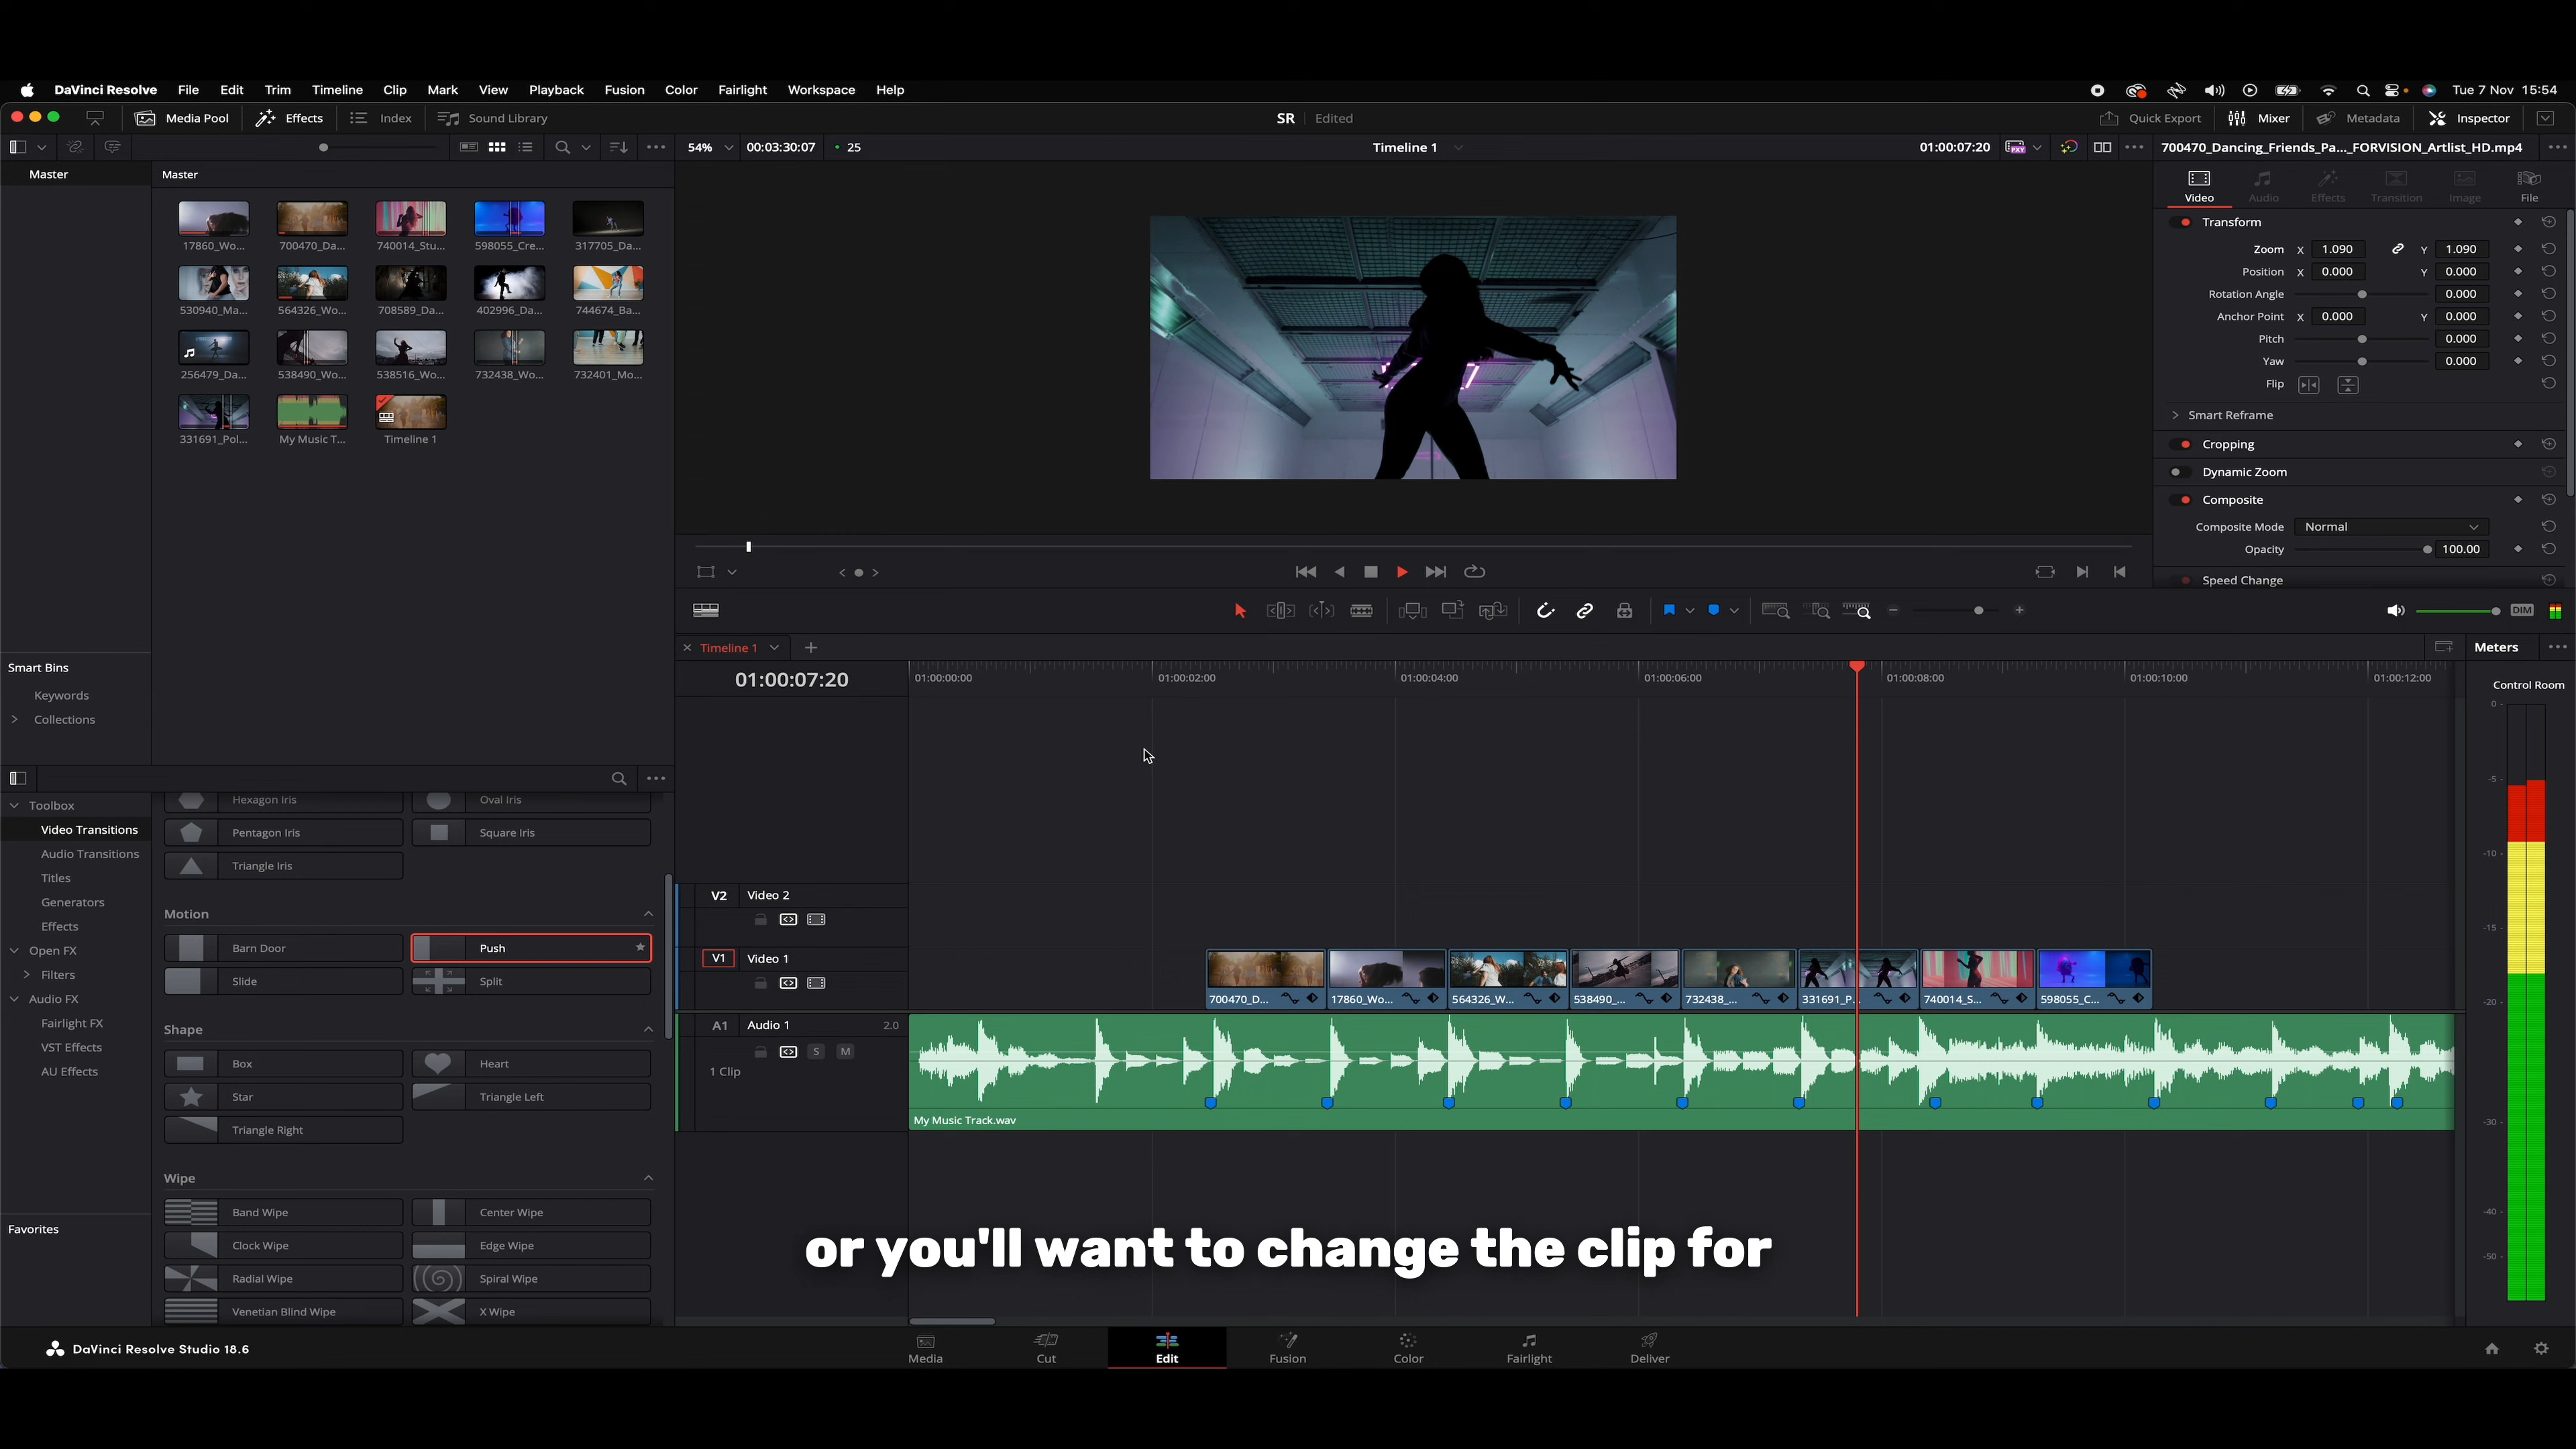 DaVinci Resolve File Edit Trim Timeline Clip Mark View Playback Fusion Color Fairlight Workspace Help
Tue 7 Nov 15:54
Media Pool Effects Index Sound Library
SR Edited
Quick Export Mixer Metadata Inspector
54% 00:03:30:07 25
Timeline 1
01:00:07:20
PXY
700470_Dancing_Friends_Pa..._FORVISION_Artlist_HD.mp4
Master
Master
17860_Wo... 700470_Da... 740014_Stu... 598055_Cre... 317705_Da...
530940_Ma... 564326_Wo... 708589_Da... 402996_Da... 744674_Ba...
256479_Da... 538490_Wo... 538516_Wo... 732438_Wo... 732401_Mo...
331691_Pol... My Music T... Timeline 1
Video Audio Effects Transition Image File
Transform
Zoom X 1.090 Y 1.090
Position X 0.000 Y 0.000
Rotation Angle 0.000
Anchor Point X 0.000 Y 0.000
Pitch 0.000
Yaw 0.000
Flip
Smart Reframe
Cropping
Dynamic Zoom
Composite
Composite Mode Normal
Opacity 100.00
Speed Change
DIM
Smart Bins
Keywords
Collections
Timeline 1
Meters
01:00:07:20
01:00:00:00 01:00:02:00 01:00:04:00 01:00:06:00 01:00:08:00 01:00:10:00 01:00:12:00
Control Room
0
-5
-10
-15
-20
-30
-40
-50
Toolbox
Video Transitions
Audio Transitions
Titles
Generators
Effects
Open FX
Filters
Audio FX
Fairlight FX
VST Effects
AU Effects
Favorites
Hexagon Iris Oval Iris
Pentagon Iris Square Iris
Triangle Iris
Motion
Barn Door Push
Slide Split
Shape
Box Heart
Star Triangle Left
Triangle Right
Wipe
Band Wipe Center Wipe
Clock Wipe Edge Wipe
Radial Wipe Spiral Wipe
Venetian Blind Wipe X Wipe
V2 Video 2
V1 Video 1
700470_D... 17860_Wo... 564326_W... 538490_... 732438_... 331691_P... 740014_S... 598055_C...
A1 Audio 1 2.0
S M
1 Clip
My Music Track.wav
or you'll want to change the clip for
DaVinci Resolve Studio 18.6
Media Cut Edit Fusion Color Fairlight Deliver